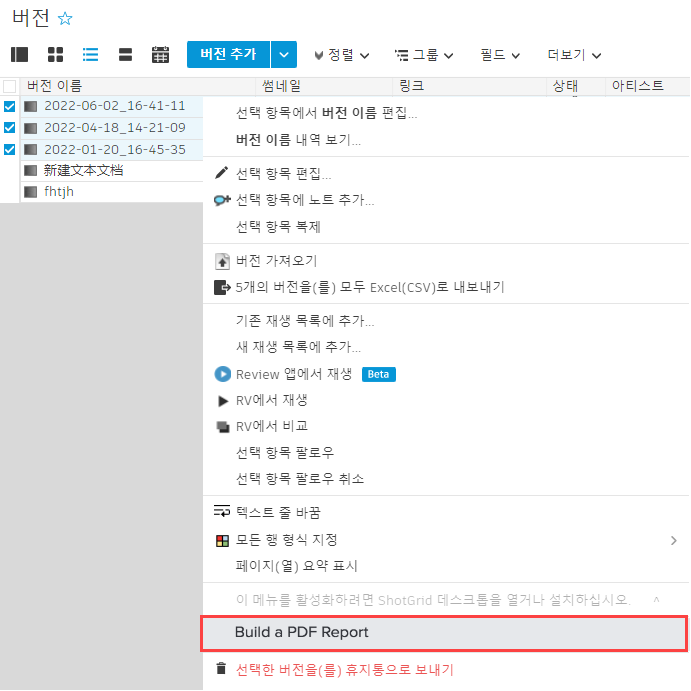 버전 ☆
버전 추가 정렬 그룹 필드 더보기
버전 이름 썸네일 링크 상태 아티스트
2022-06-02_16-41-11
2022-04-18_14-21-09
2022-01-20_16-45-35
新建文本文档
fhtjh
선택 항목에서 버전 이름 편집...
버전 이름 내역 보기...
선택 항목 편집...
선택 항목에 노트 추가...
선택 항목 복제
버전 가져오기
5개의 버전을(를) 모두 Excel(CSV)로 내보내기
기존 재생 목록에 추가...
새 재생 목록에 추가...
Review 앱에서 재생 Beta
RV에서 재생
RV에서 비교
선택 항목 팔로우
선택 항목 팔로우 취소
텍스트 줄 바꿈
모든 행 형식 지정
페이지(열) 요약 표시
이 메뉴를 활성화하려면 ShotGrid 데스크톱을 열거나 설치하십시오. ^
Build a PDF Report
선택한 버전을(를) 휴지통으로 보내기